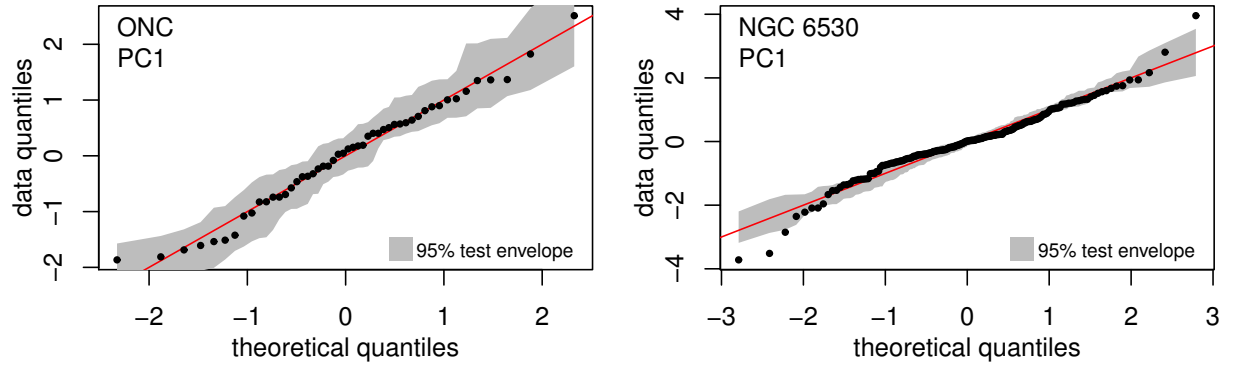 ONC
PC1
data quantiles
2
1
0
−1
−2
95% test envelope
−2
−1
0
1
2
theoretical quantiles
NGC 6530
PC1
data quantiles
4
2
0
−2
−4
95% test envelope
−3
−2
−1
0
1
2
3
theoretical quantiles